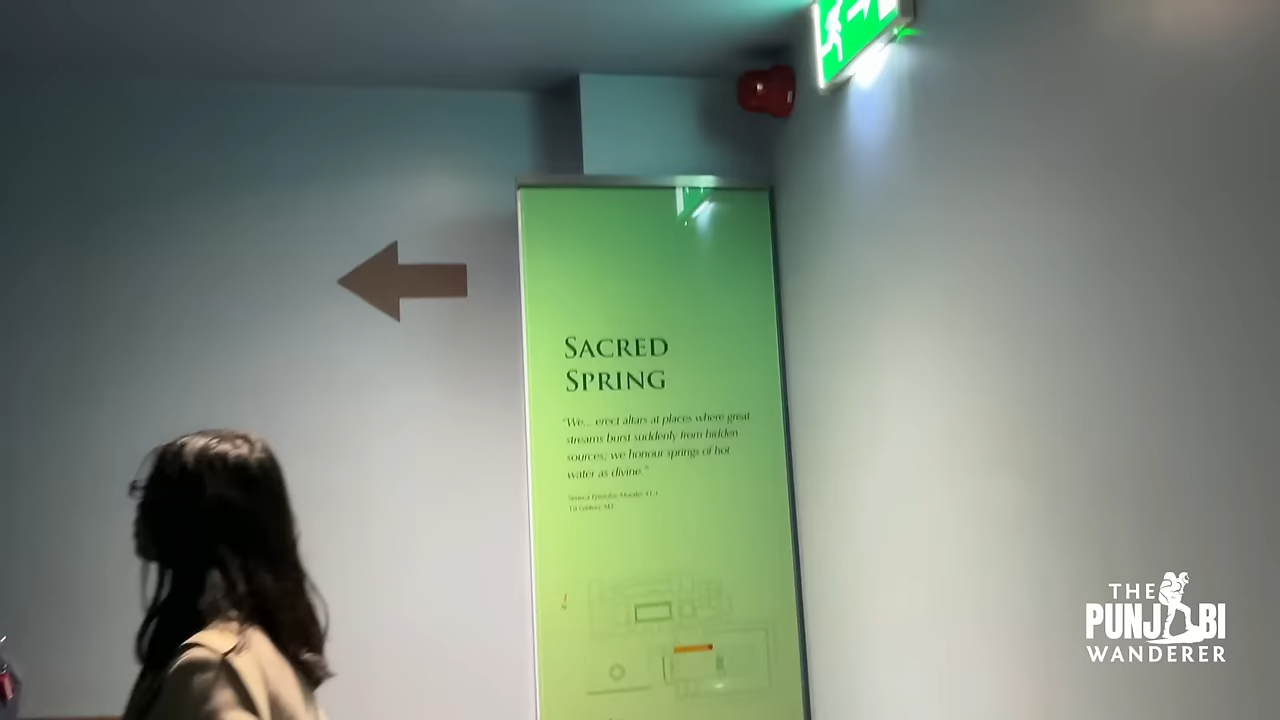 SACRED
SPRING
"We... erect altars at places where great
streams burst suddenly from hidden
sources; we honour springs of hot
water as divine."
THE
PUNJABI
WANDERER